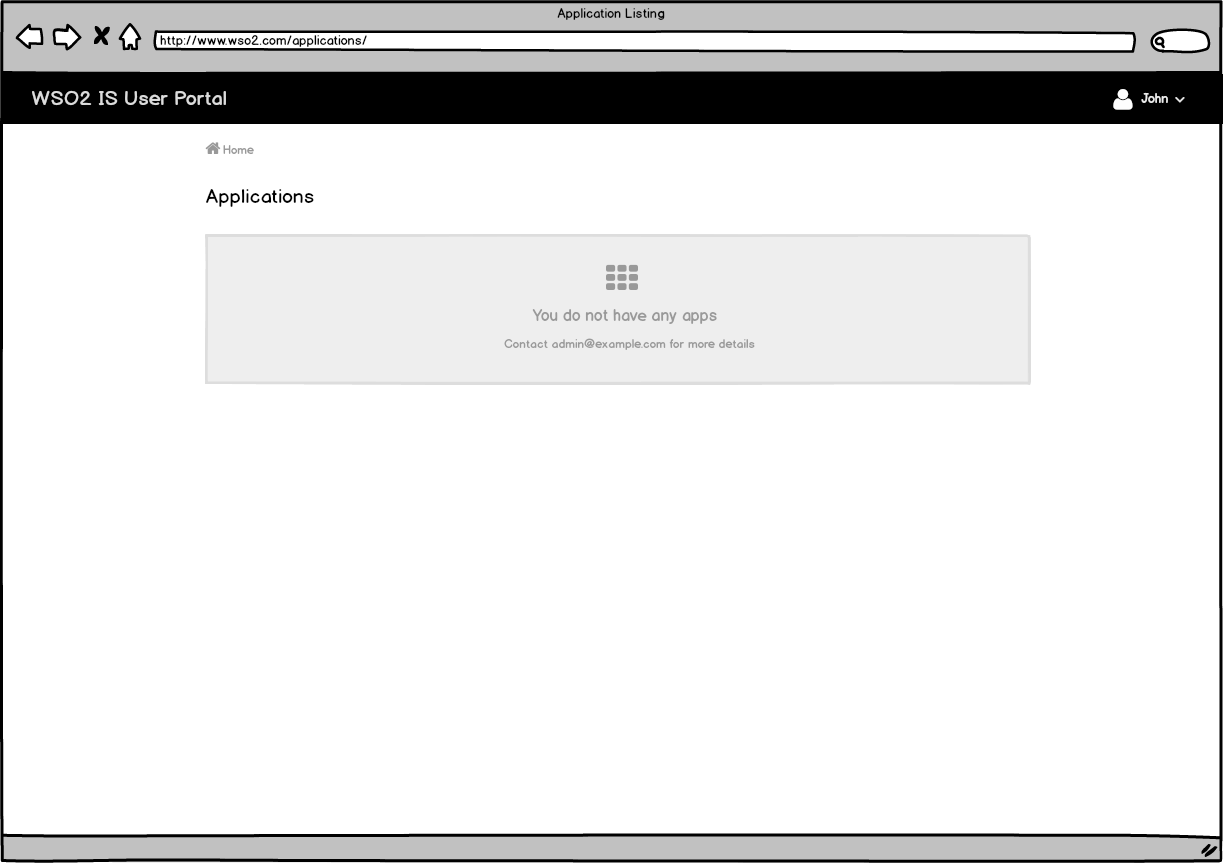 Application Listing
http://www.wso2.com/applications/
WSO2 IS User Portal
John
Home
Applications
You do not have any apps
Contact admin@example.com for more details